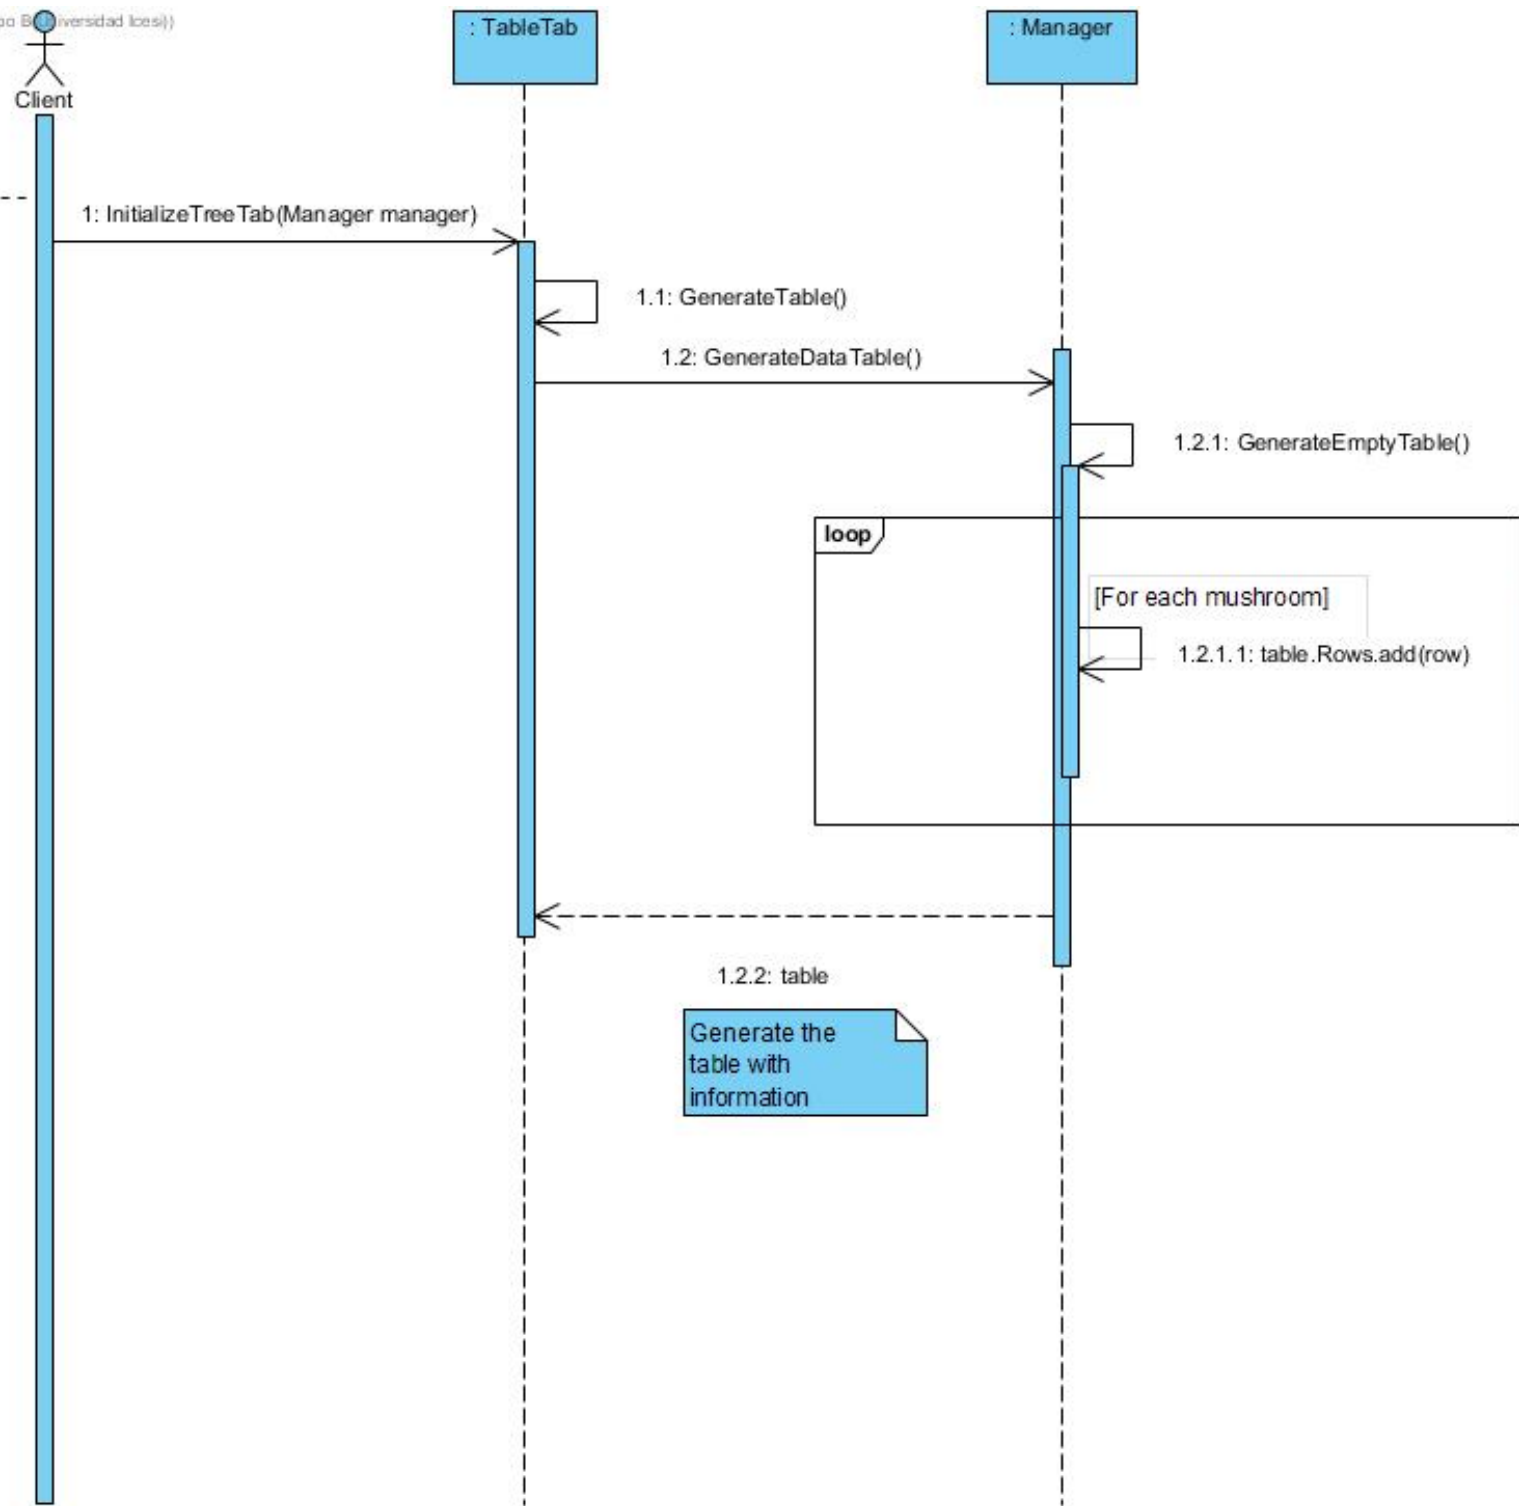 : TableTab
: Manager
Client
1: InitializeTreeTab(Manager manager)
1.1: GenerateTable()
1.2: GenerateDataTable()
1.2.1: GenerateEmptyTable()
loop
[For each mushroom]
1.2.1.1: table.Rows.add(row)
1.2.2: table
Generate the
table with
information